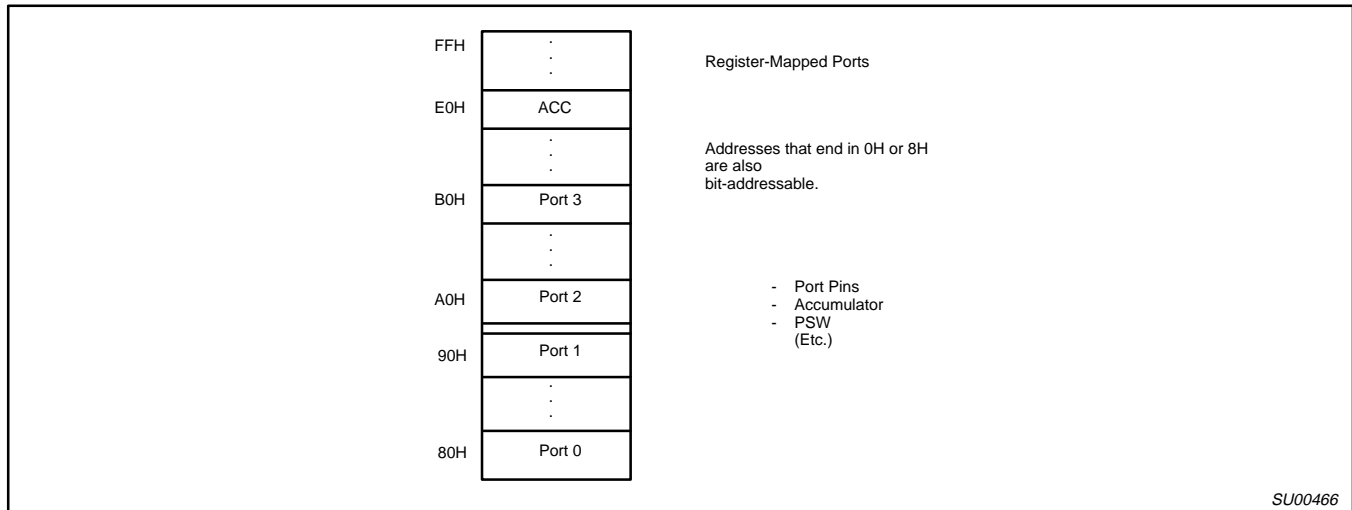 FFH
.
.
.
Register-Mapped Ports
E0H
ACC
.
.
.
Addresses that end in 0H or 8H
are also
bit-addressable.
B0H
Port 3
.
.
.
A0H
Port 2
- Port Pins
- Accumulator
- PSW
(Etc.)
90H
Port 1
.
.
.
80H
Port 0
SU00466